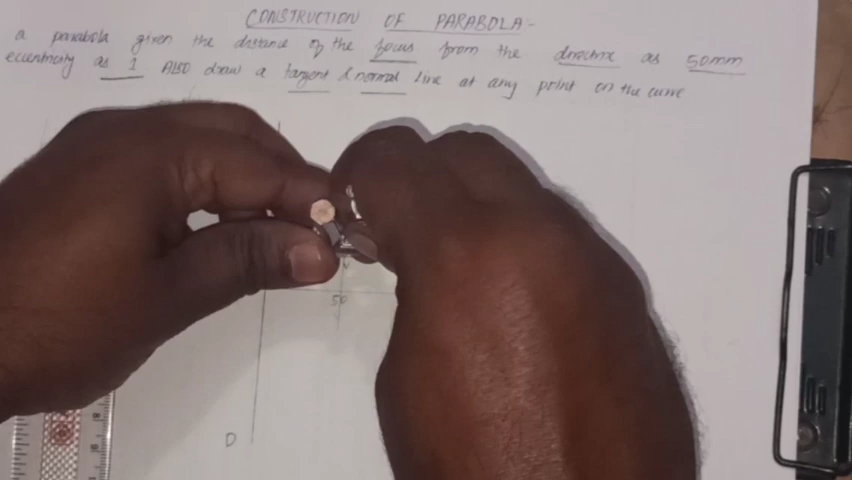 CONSTRUCTION OF PARABOLA:-
a parabola given the distance of the focus from the directrix as 50mm
eccentricity as 1 Also draw a tangent & normal line at any point on the curve
50
D